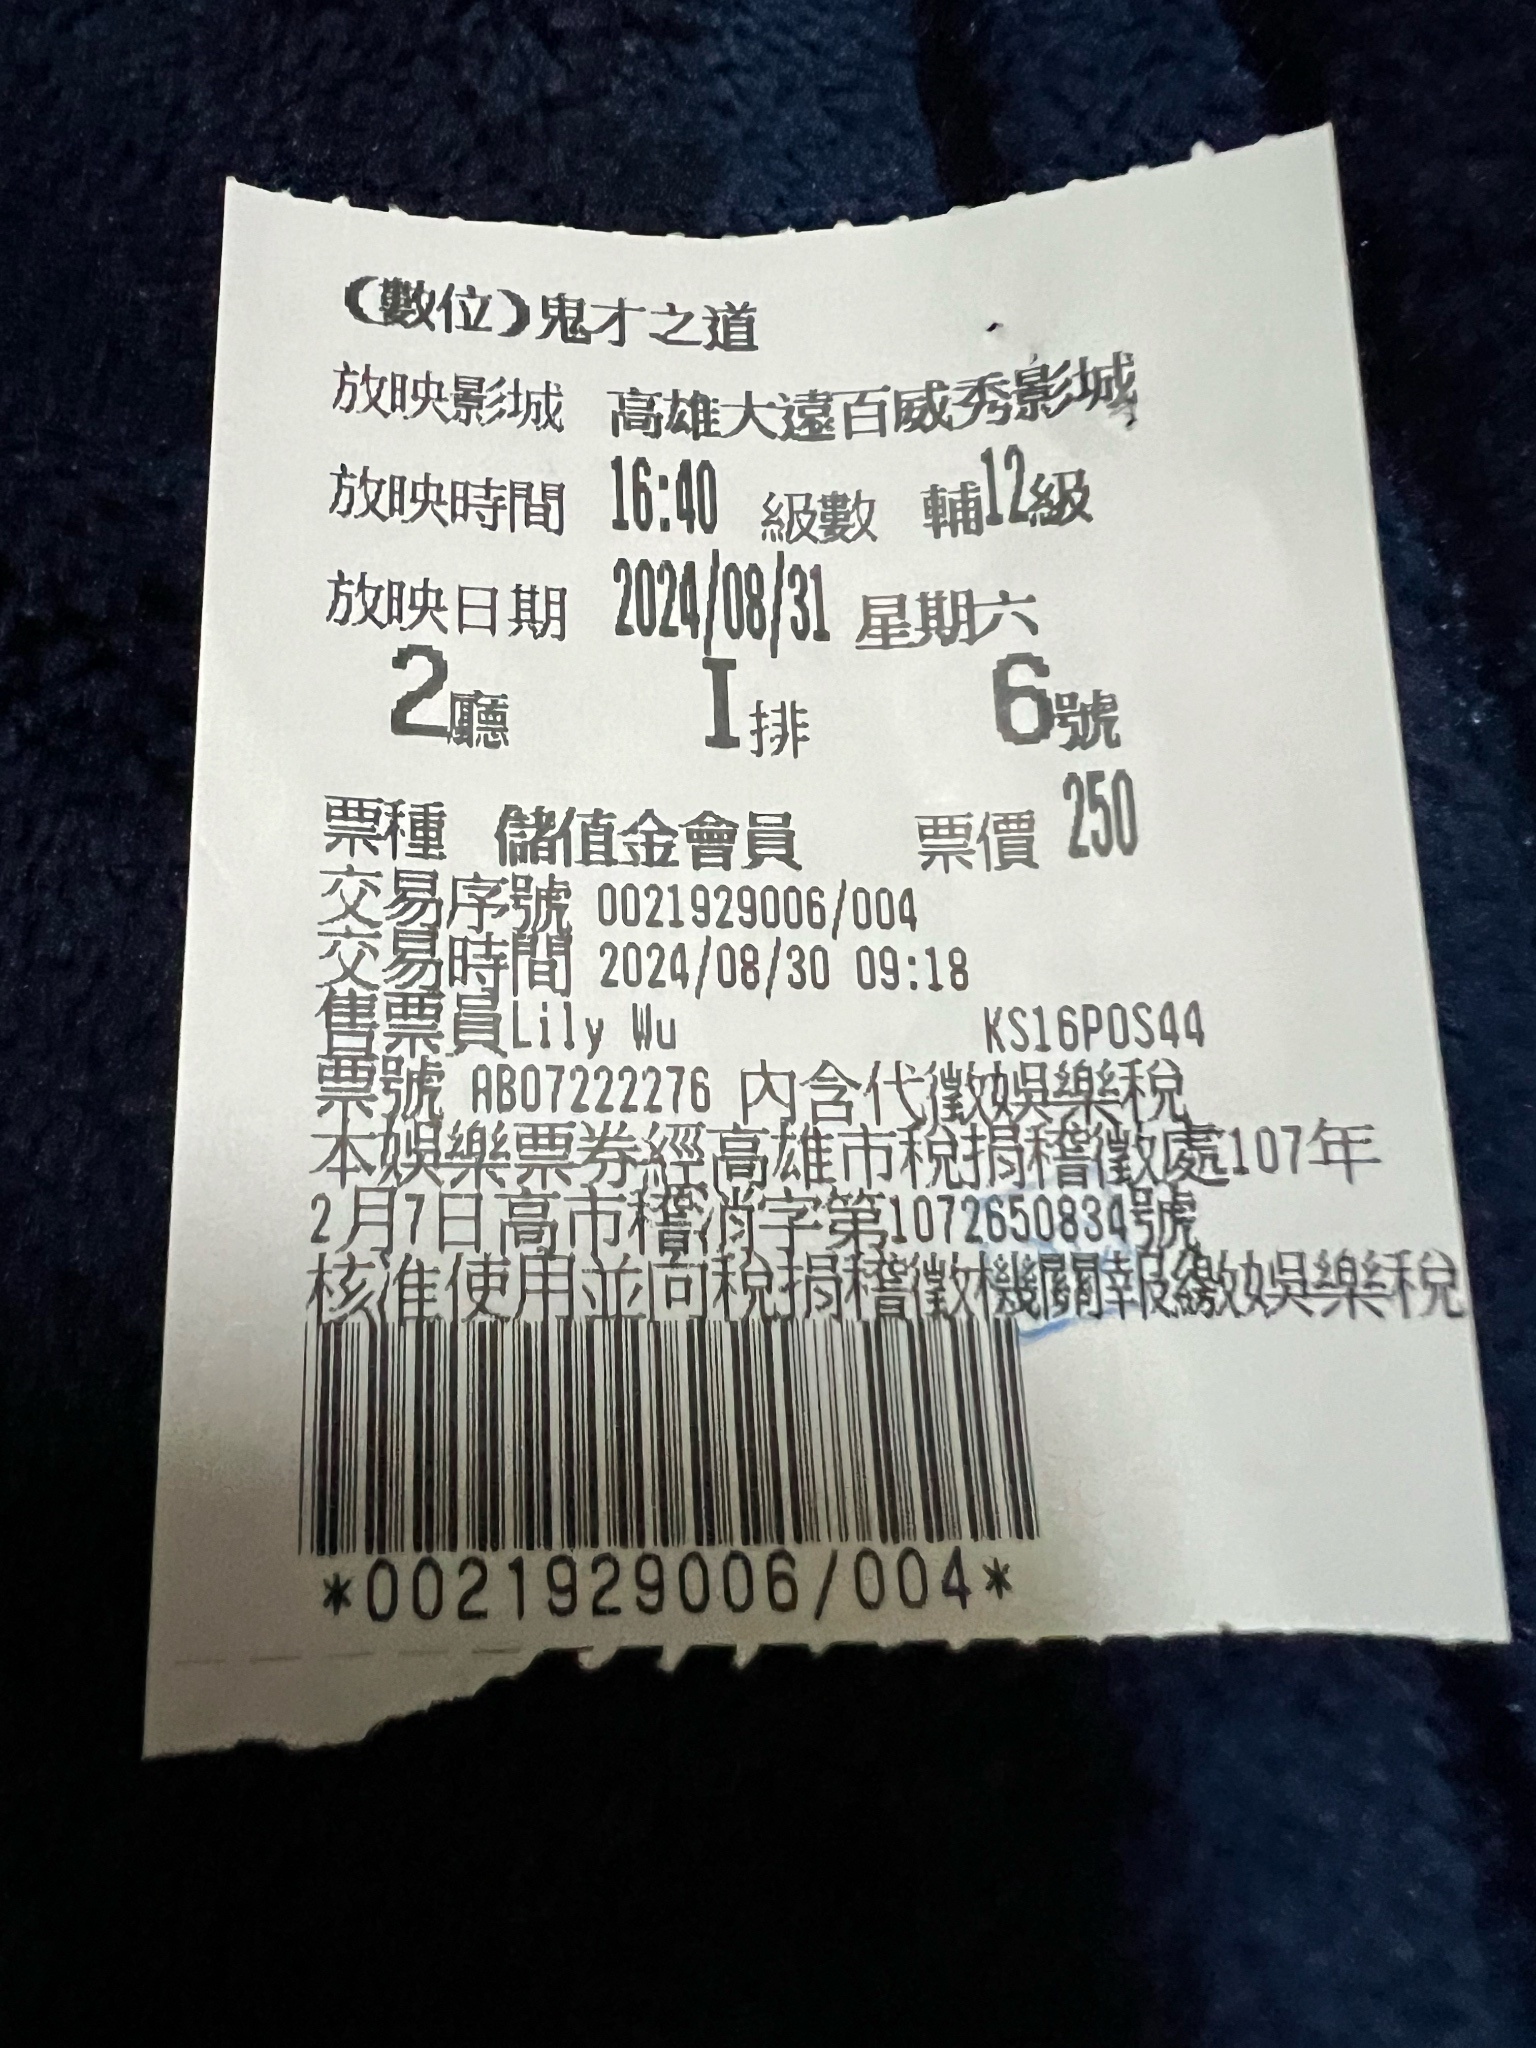 (數位)鬼才之道
放映影城 高雄大遠百威秀影城
放映時間 16:40 級數 輔12級
放映日期 2024/08/31 星期六
2廳 I排 6號
票種 儲值金會員 票價 250
交易序號 0021929006/004
交易時間 2024/08/30 09:18
售票員Lily Wu KS16POS44
票號 AB07222276 內含代徵娛樂稅
本娛樂票券經高雄市稅捐稽徵處107年
2月7日高市稽消字第1072650834號
核准使用並向稅捐稽徵機關報繳娛樂稅
*0021929006/004*